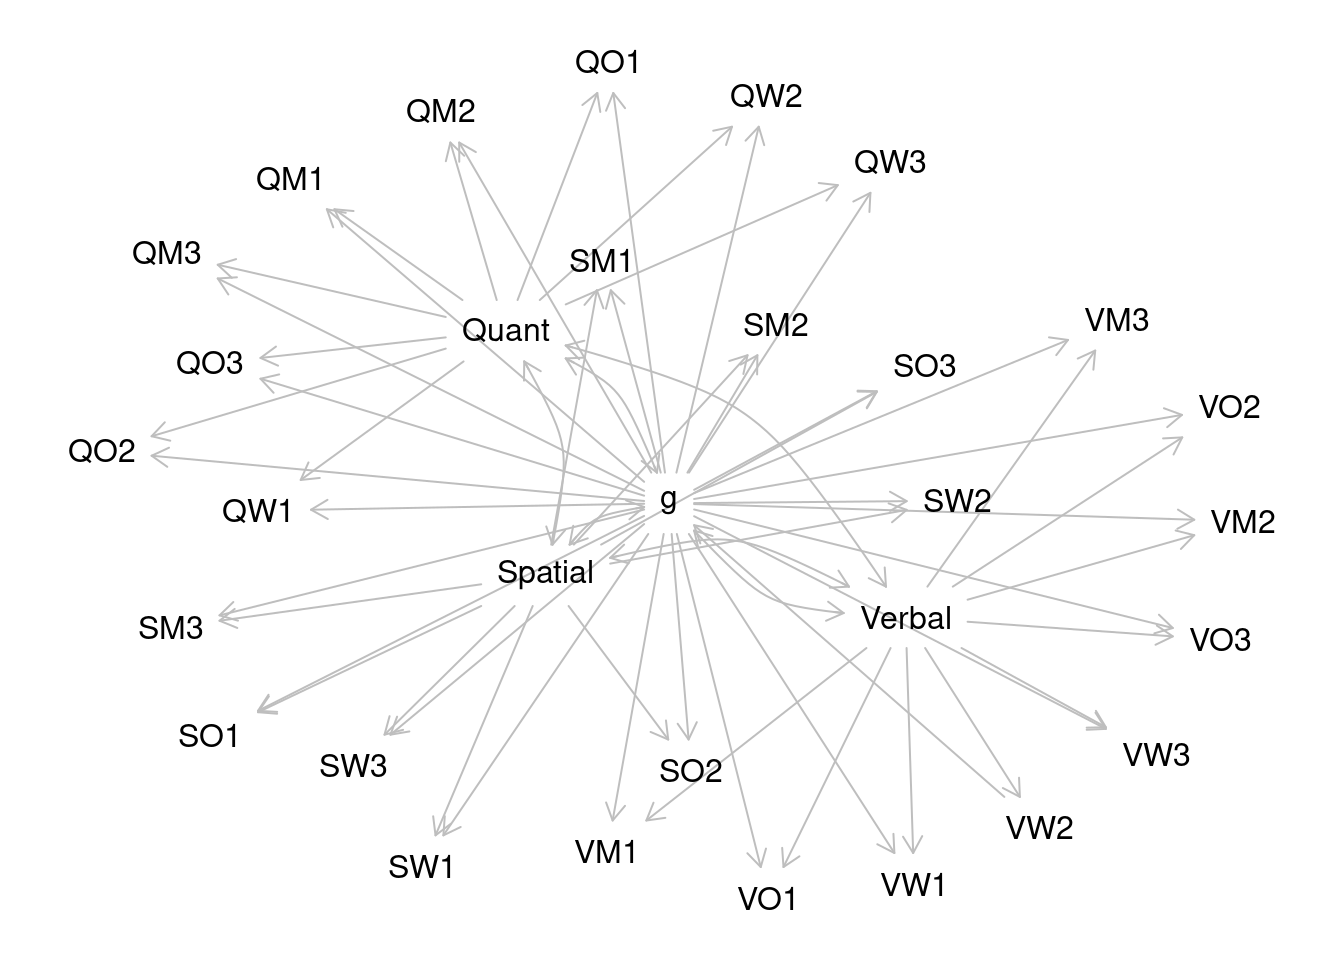 QO1
QW2
QM2
QW3
QM1
QM3
SM1
VM3
SM2
Quant
QO3
SO3
VO2
QO2
g
SW2
QW1
VM2
Spatial
Verbal
SM3
VO3
SO1
VW3
SW3
SO2
VW2
VM1
SW1
VW1
VO1